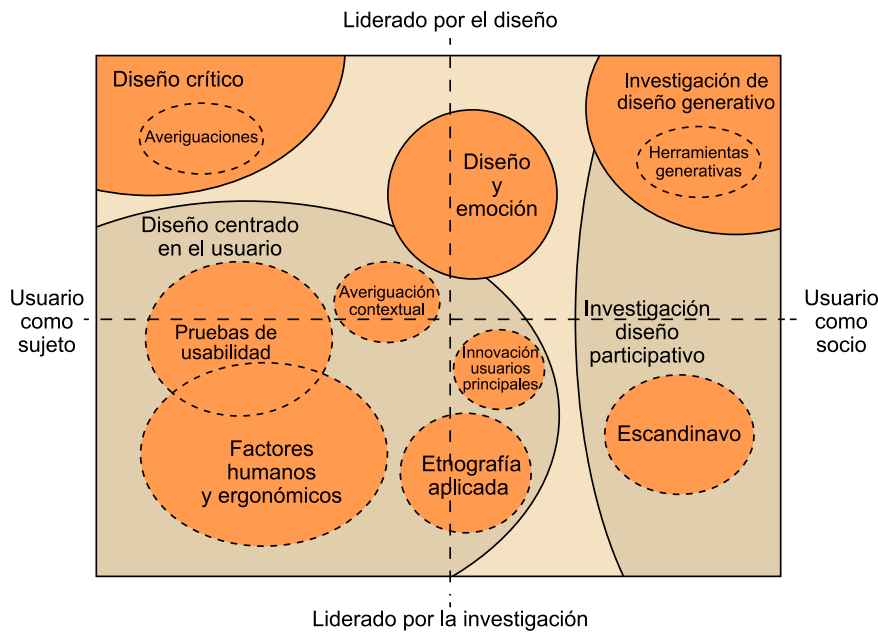 Liderado por el diseño
Diseño crítico
Averiguaciones
Investigación de
diseño generativo
Herramientas
generativas
Diseño
y
emoción
Diseño centrado
en el usuario
Averiguación
contextual
Usuario
como
sujeto
Pruebas de
usabilidad
Investigación
diseño
participativo
Usuario
como
socio
Innovación
usuarios
principales
Factores
humanos
y ergonómicos
Etnografía
aplicada
Escandinavo
Liderado por la investigación